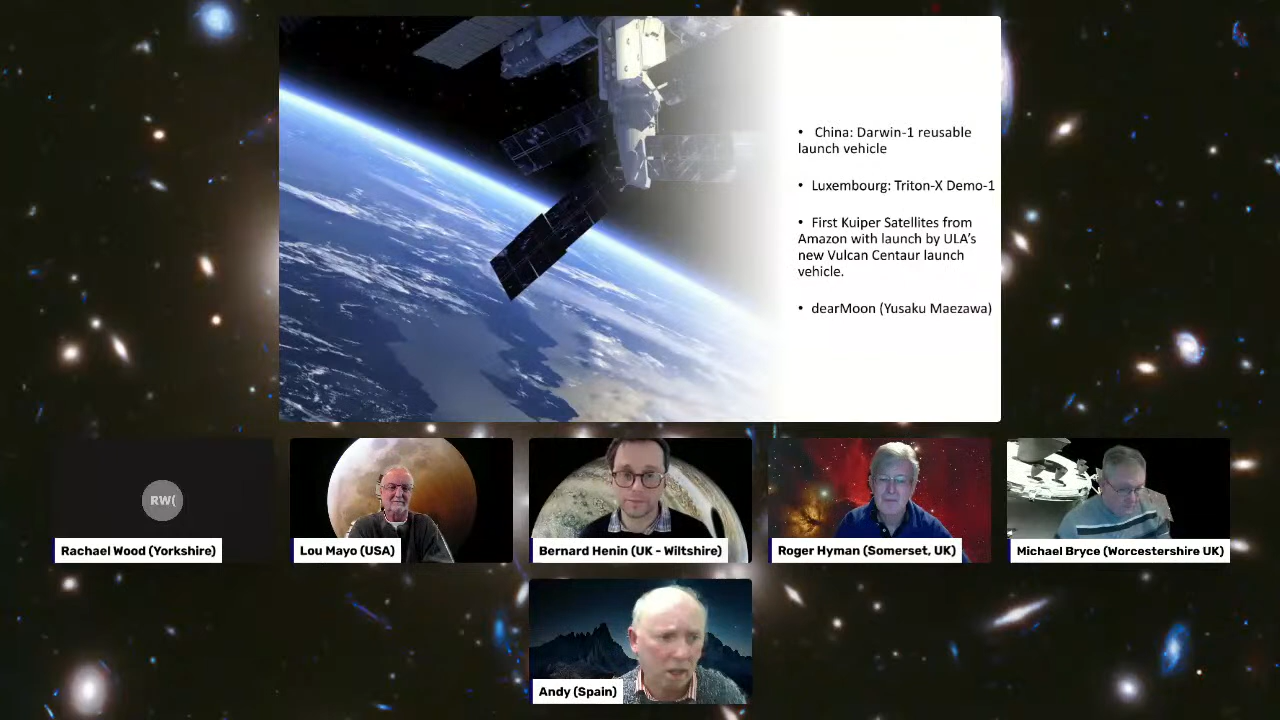 • China: Darwin-1 reusable
launch vehicle
• Luxembourg: Triton-X Demo-1
• First Kuiper Satellites from
Amazon with launch by ULA’s
new Vulcan Centaur launch
vehicle.
• dearMoon (Yusaku Maezawa)
RW(
Rachael Wood (Yorkshire)
Lou Mayo (USA)
Bernard Henin (UK - Wiltshire)
Roger Hyman (Somerset, UK)
Michael Bryce (Worcestershire UK)
Andy (Spain)